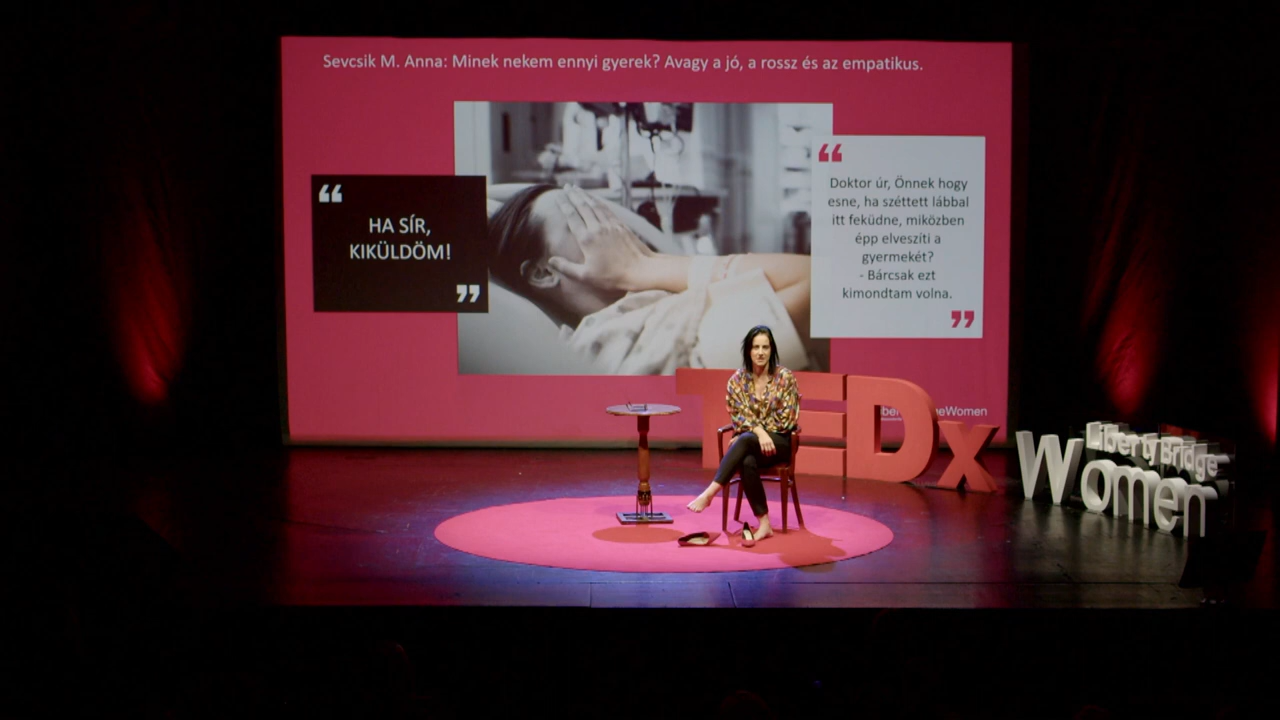 Sevcsik M. Anna: Minek nekem ennyi gyerek? Avagy a jó, a rossz és az empatikus.
“
HA SÍR,
KIKÜLDÖM!
”
“
Doktor úr, Önnek hogy
esne, ha széttett lábbal
itt feküdne, miközben
épp elveszíti a
gyermekét?
- Bárcsak ezt
kimondtam volna.
”
TEDx
Liberty Bridge
Women